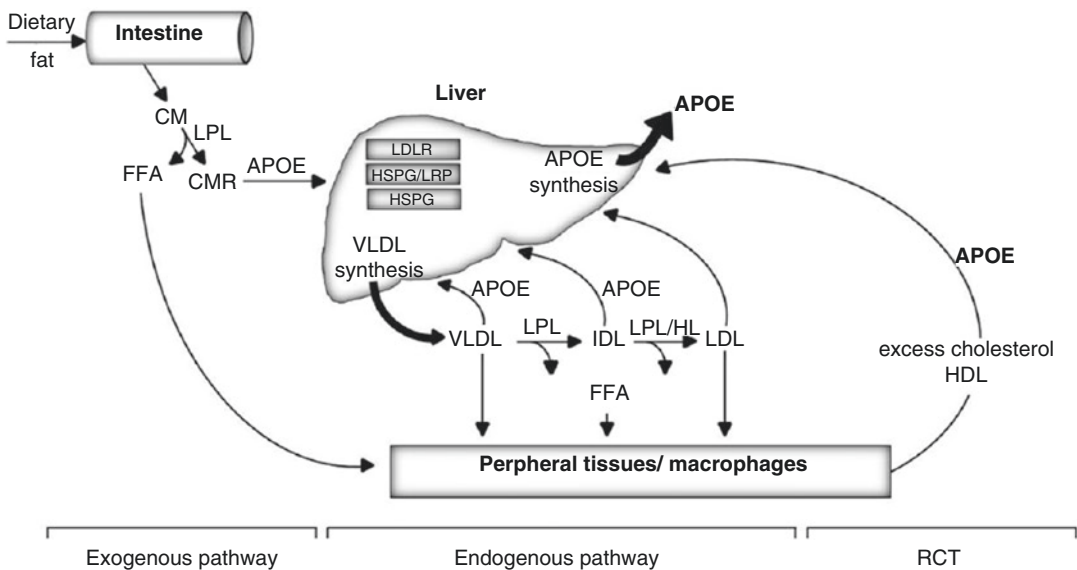 Dietary
fat
Intestine
CM
LPL
FFA
CMR
APOE
Liver
LDLR
HSPG/LRP
HSPG
APOE
synthesis
APOE
VLDL
synthesis
APOE
APOE
VLDL
LPL
IDL
LPL/HL
LDL
FFA
APOE
excess cholesterol
HDL
Perpheral tissues/ macrophages
Exogenous pathway
Endogenous pathway
RCT